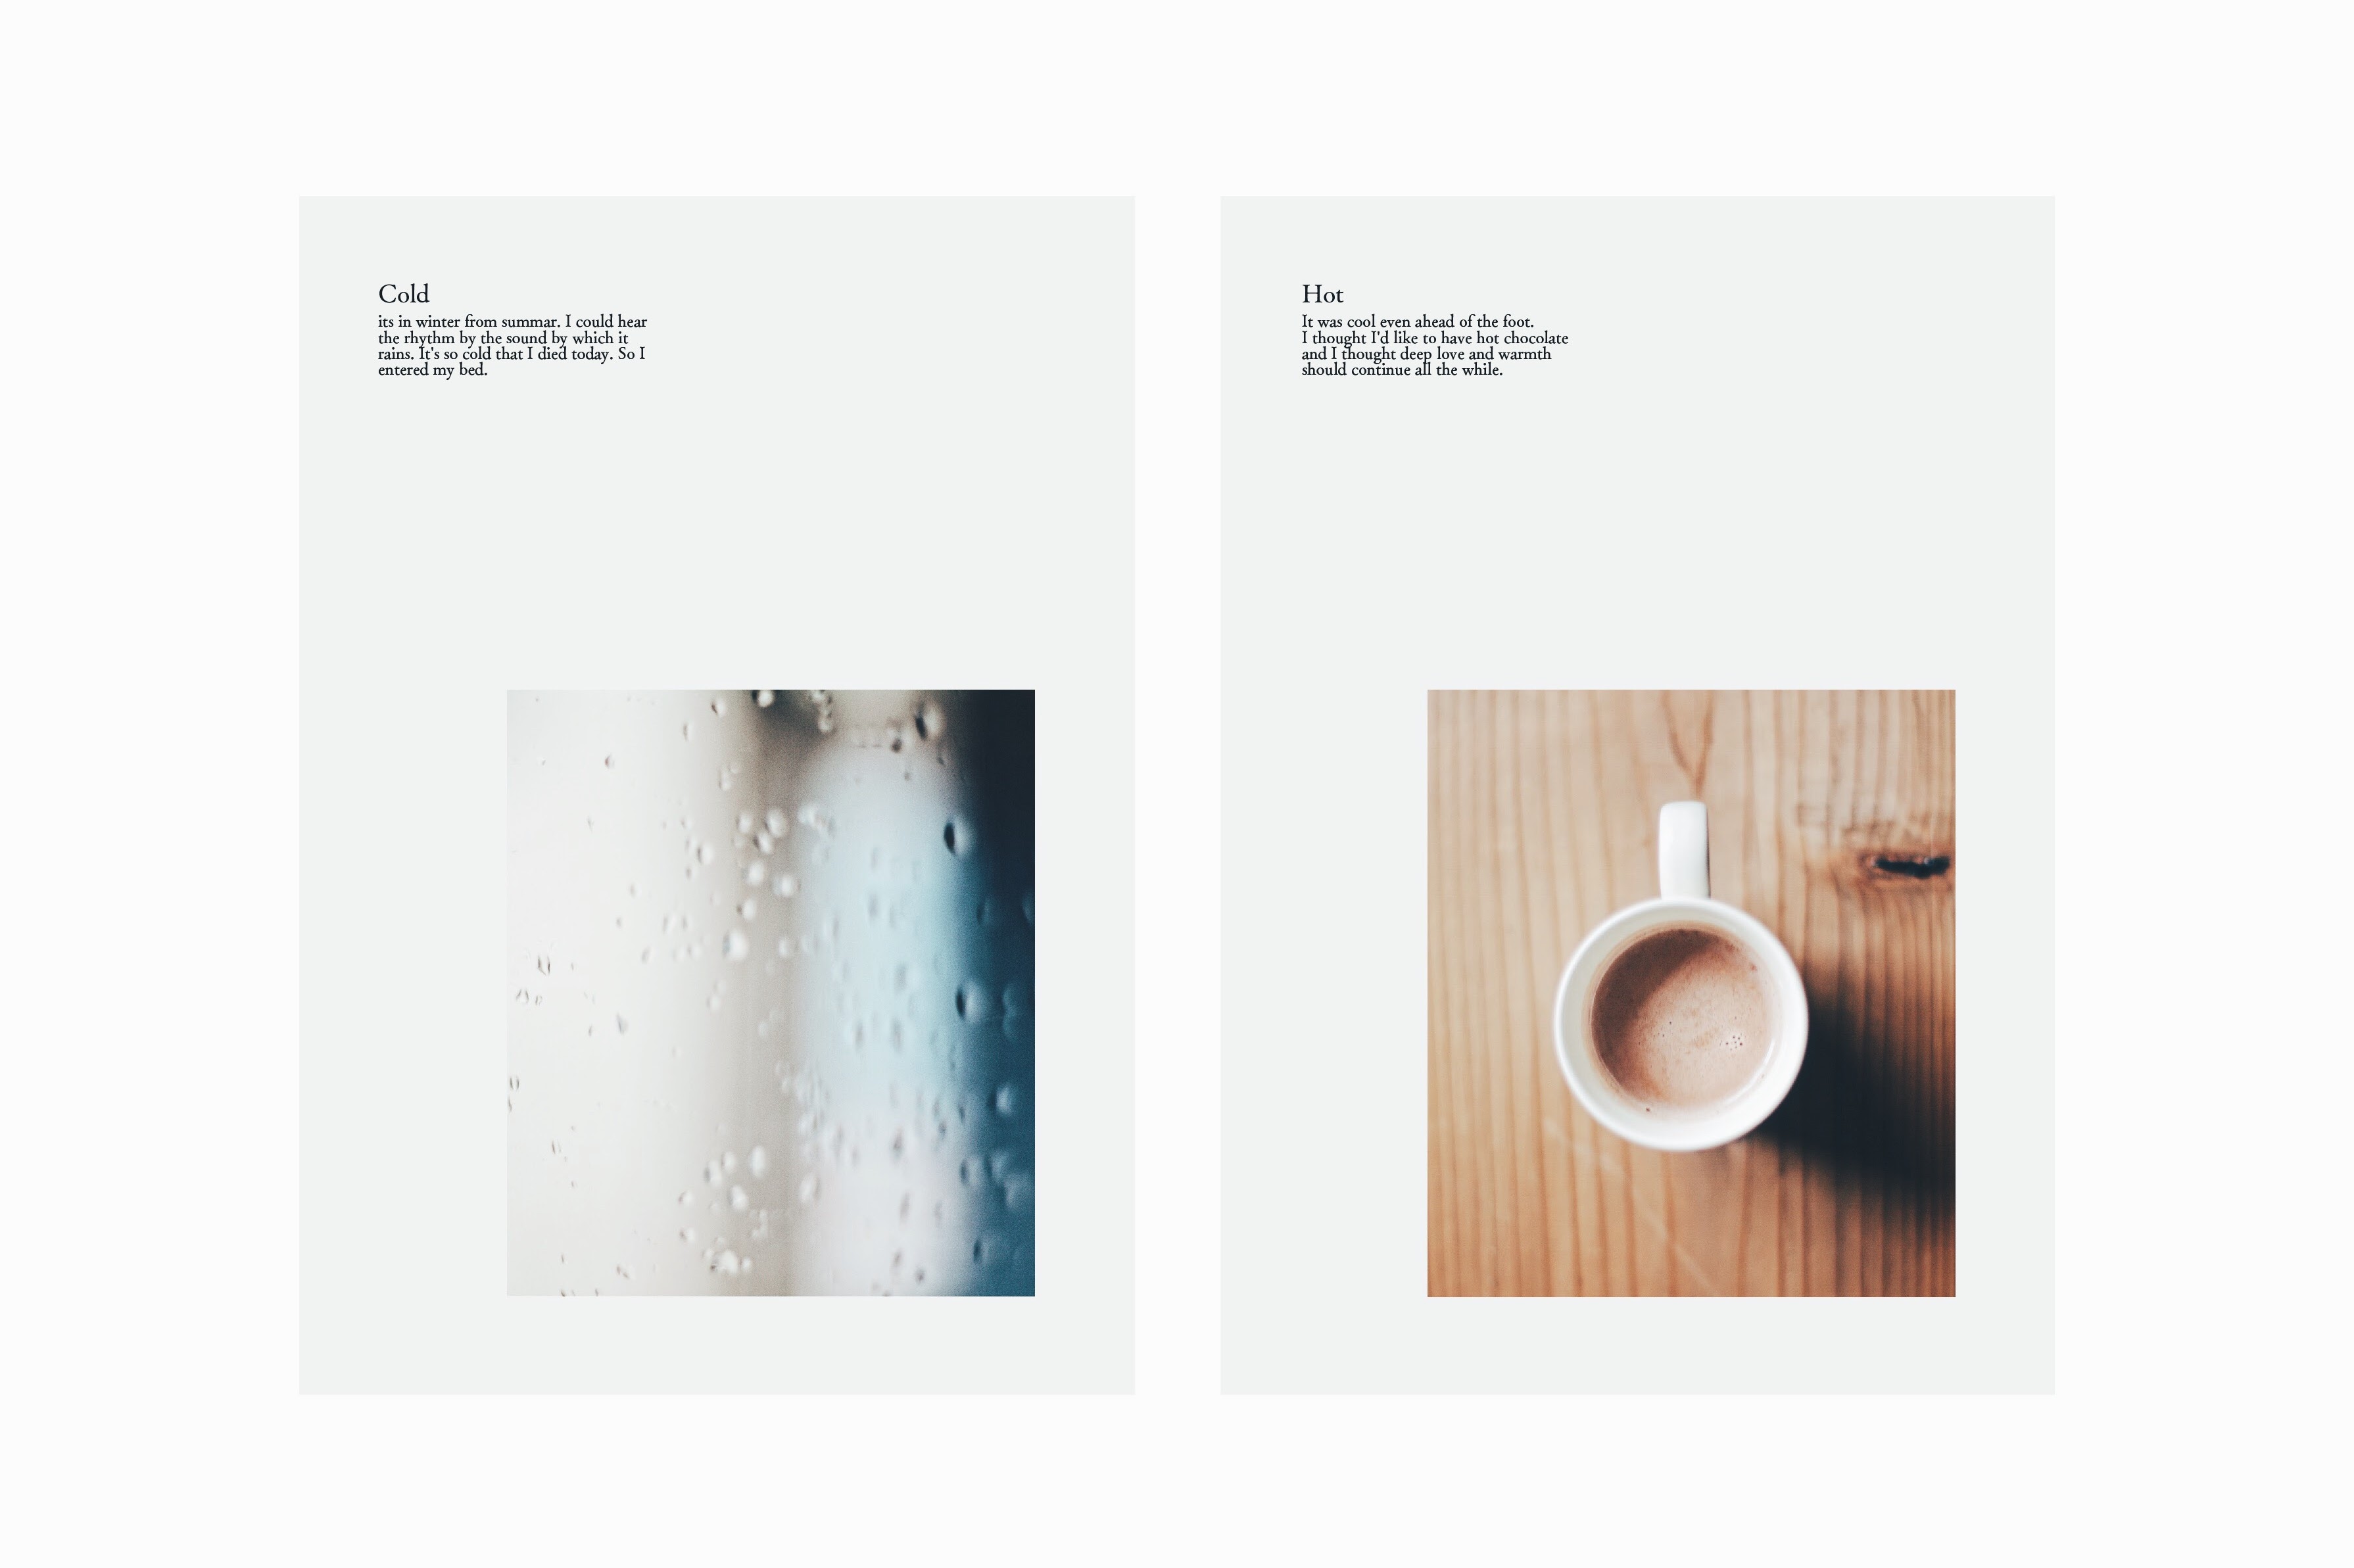 Cold
its in winter from summar. I could hear
the rhythm by the sound by which it
rains. It's so cold that I died today. So I
entered my bed.
Hot
It was cool even ahead of the foot.
I thought I'd like to have hot chocolate
and I thought deep love and warmth
should continue all the while.